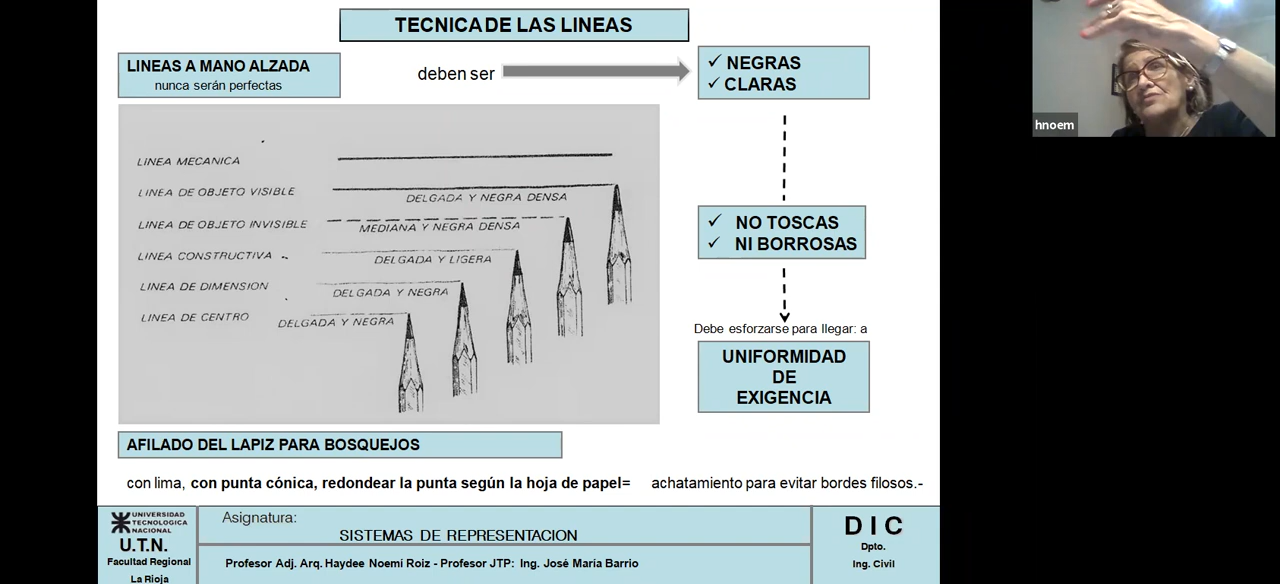 TECNICA DE LAS LINEAS
LINEAS A MANO ALZADA
nunca serán perfectas
deben ser
✓ NEGRAS
✓ CLARAS
hnoem
LINEA MECANICA
LINEA DE OBJETO VISIBLE
DELGADA Y NEGRA DENSA
LINEA DE OBJETO INVISIBLE
MEDIANA Y NEGRA DENSA
LINEA CONSTRUCTIVA
DELGADA Y LIGERA
LINEA DE DIMENSION
DELGADA Y NEGRA
LINEA DE CENTRO
DELGADA Y NEGRA
✓ NO TOSCAS
✓ NI BORROSAS
Debe esforzarse para llegar: a
UNIFORMIDAD
DE
EXIGENCIA
AFILADO DEL LAPIZ PARA BOSQUEJOS
con lima, con punta cónica, redondear la punta según la hoja de papel= achatamiento para evitar bordes filosos.-
UNIVERSIDAD
TECNOLOGICA
NACIONAL
U.T.N.
Facultad Regional
La Rioja
Asignatura:
SISTEMAS DE REPRESENTACION
Profesor Adj. Arq. Haydee Noemí Roiz - Profesor JTP: Ing. José María Barrio
D I C
Dpto.
Ing. Civil